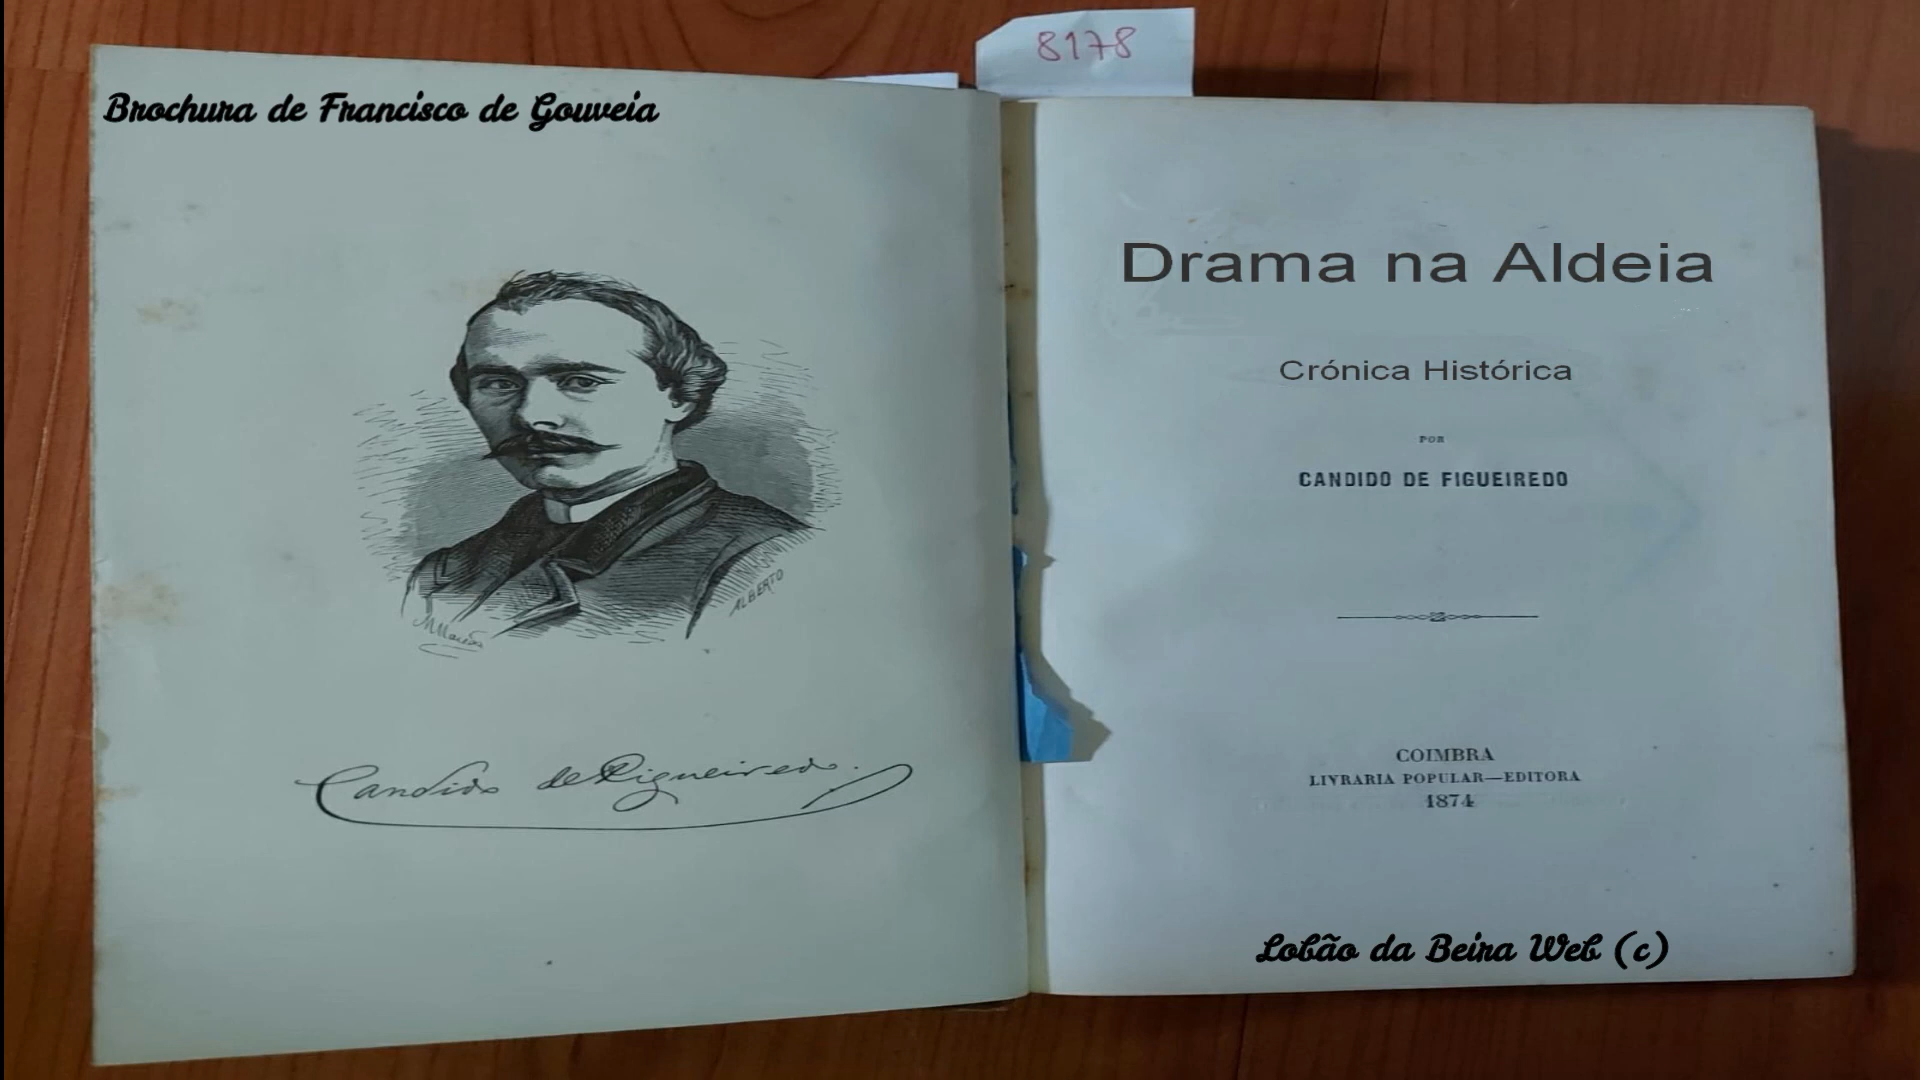 8178
Brochura de Francisco de Gouveia
ALBERTO
Candido de Figueiredo.
Drama na Aldeia
Crónica Histórica
POR
CANDIDO DE FIGUEIREDO
COIMBRA
LIVRARIA POPULAR—EDITORA
1874
Lobão da Beira Web (c)